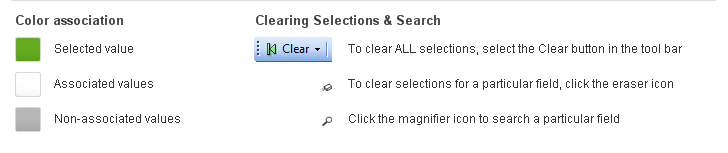 Color association
Clearing Selections & Search
Selected value
Clear
To clear ALL selections, select the Clear button in the tool bar
Associated values
To clear selections for a particular field, click the eraser icon
Non-associated values
Click the magnifier icon to search a particular field